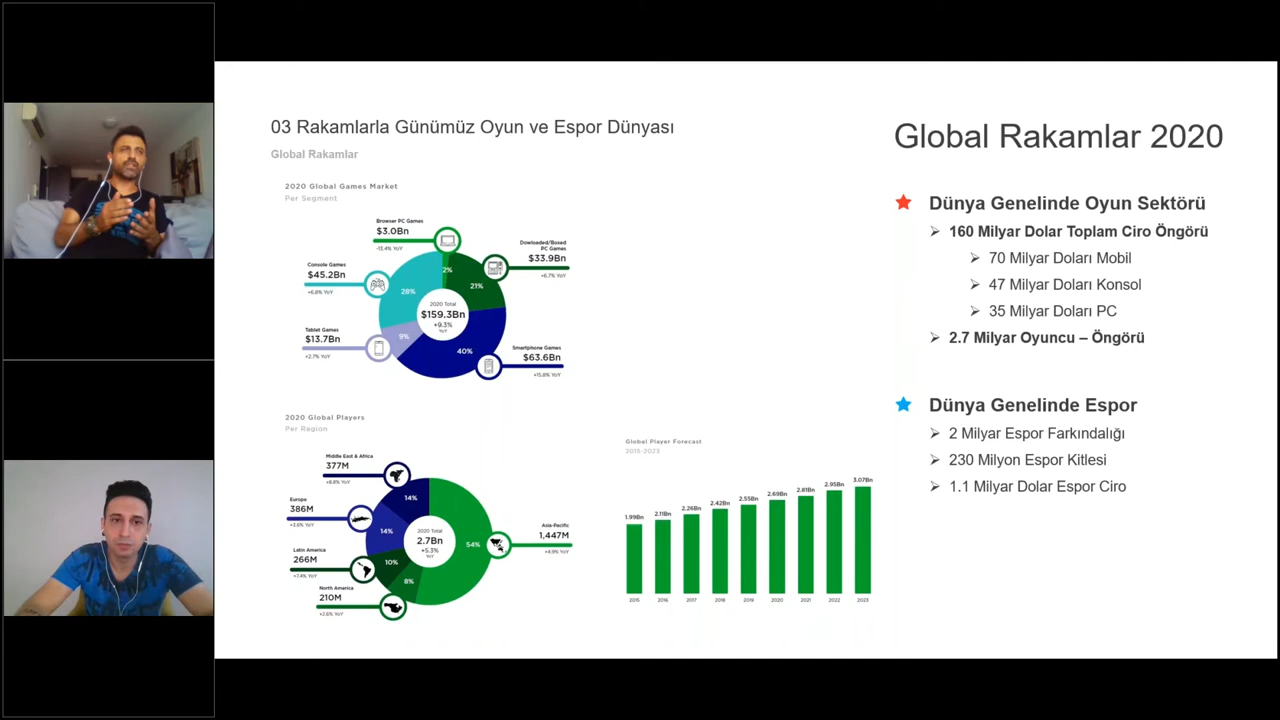 03 Rakamlarla Günümüz Oyun ve Espor Dünyası
Global Rakamlar
2020 Global Games Market
Per Segment
Browser PC Games
$3.0Bn
-13.4% YoY
Dowloaded/Boxed
PC Games
$33.9Bn
+6.7% YoY
Console Games
$45.2Bn
+6.8% YoY
Tablet Games
$13.7Bn
+2.7% YoY
Smartphone Games
$63.6Bn
+15.8% YoY
2%
21%
28%
9%
40%
2020 Total
$159.3Bn
+9.3%
YoY
2020 Global Players
Per Region
Middle East & Africa
377M
+8.8% YoY
Europe
386M
+3.6% YoY
Latin America
266M
+7.4% YoY
North America
210M
+2.6% YoY
Asia-Pacific
1,447M
+4.9% YoY
14%
14%
10%
8%
54%
2020 Total
2.7Bn
+5.3%
YoY
Global Player Forecast
2015-2023
1.99Bn 2.11Bn 2.26Bn 2.42Bn 2.55Bn 2.69Bn 2.81Bn 2.95Bn 3.07Bn
2015 2016 2017 2018 2019 2020 2021 2022 2023
Global Rakamlar 2020
Dünya Genelinde Oyun Sektörü
160 Milyar Dolar Toplam Ciro Öngörü
70 Milyar Doları Mobil
47 Milyar Doları Konsol
35 Milyar Doları PC
2.7 Milyar Oyuncu – Öngörü
Dünya Genelinde Espor
2 Milyar Espor Farkındalığı
230 Milyon Espor Kitlesi
1.1 Milyar Dolar Espor Ciro